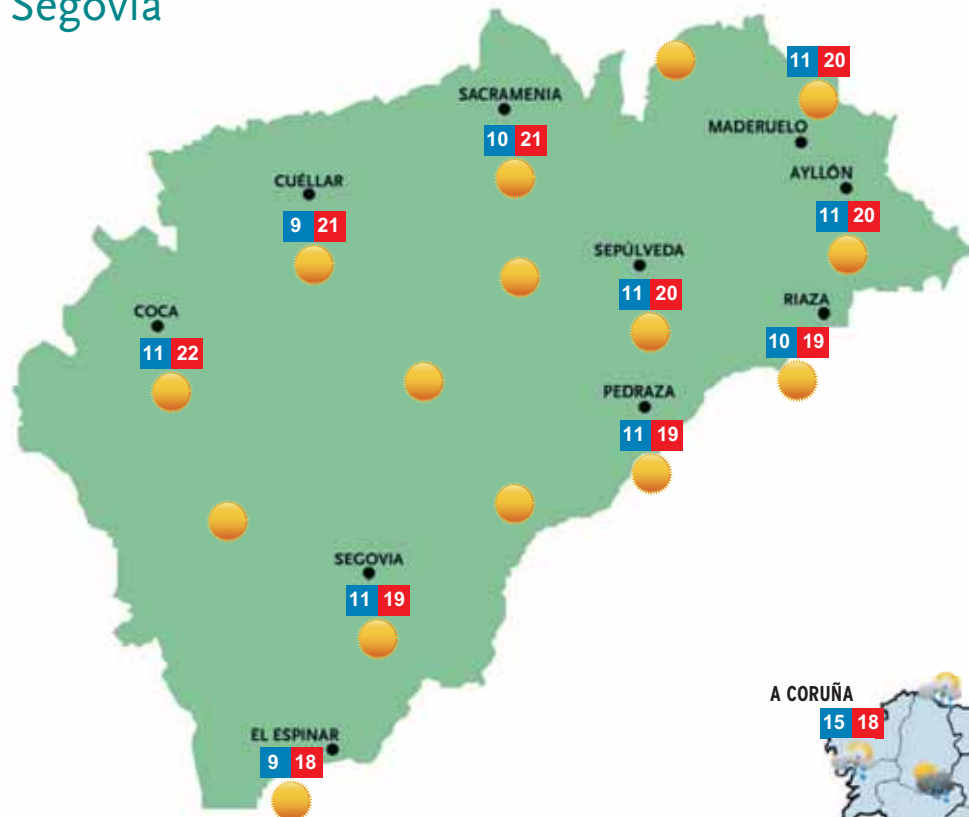 Segovia
11 20
SACRAMENIA
10 21
MADERUELO
AYLLÓN
11 20
CUÉLLAR
9 21
SEPÚLVEDA
11 20
RIAZA
10 19
COCA
11 22
PEDRAZA
11 19
SEGOVIA
11 19
A CORUÑA
15 18
EL ESPINAR
9 18